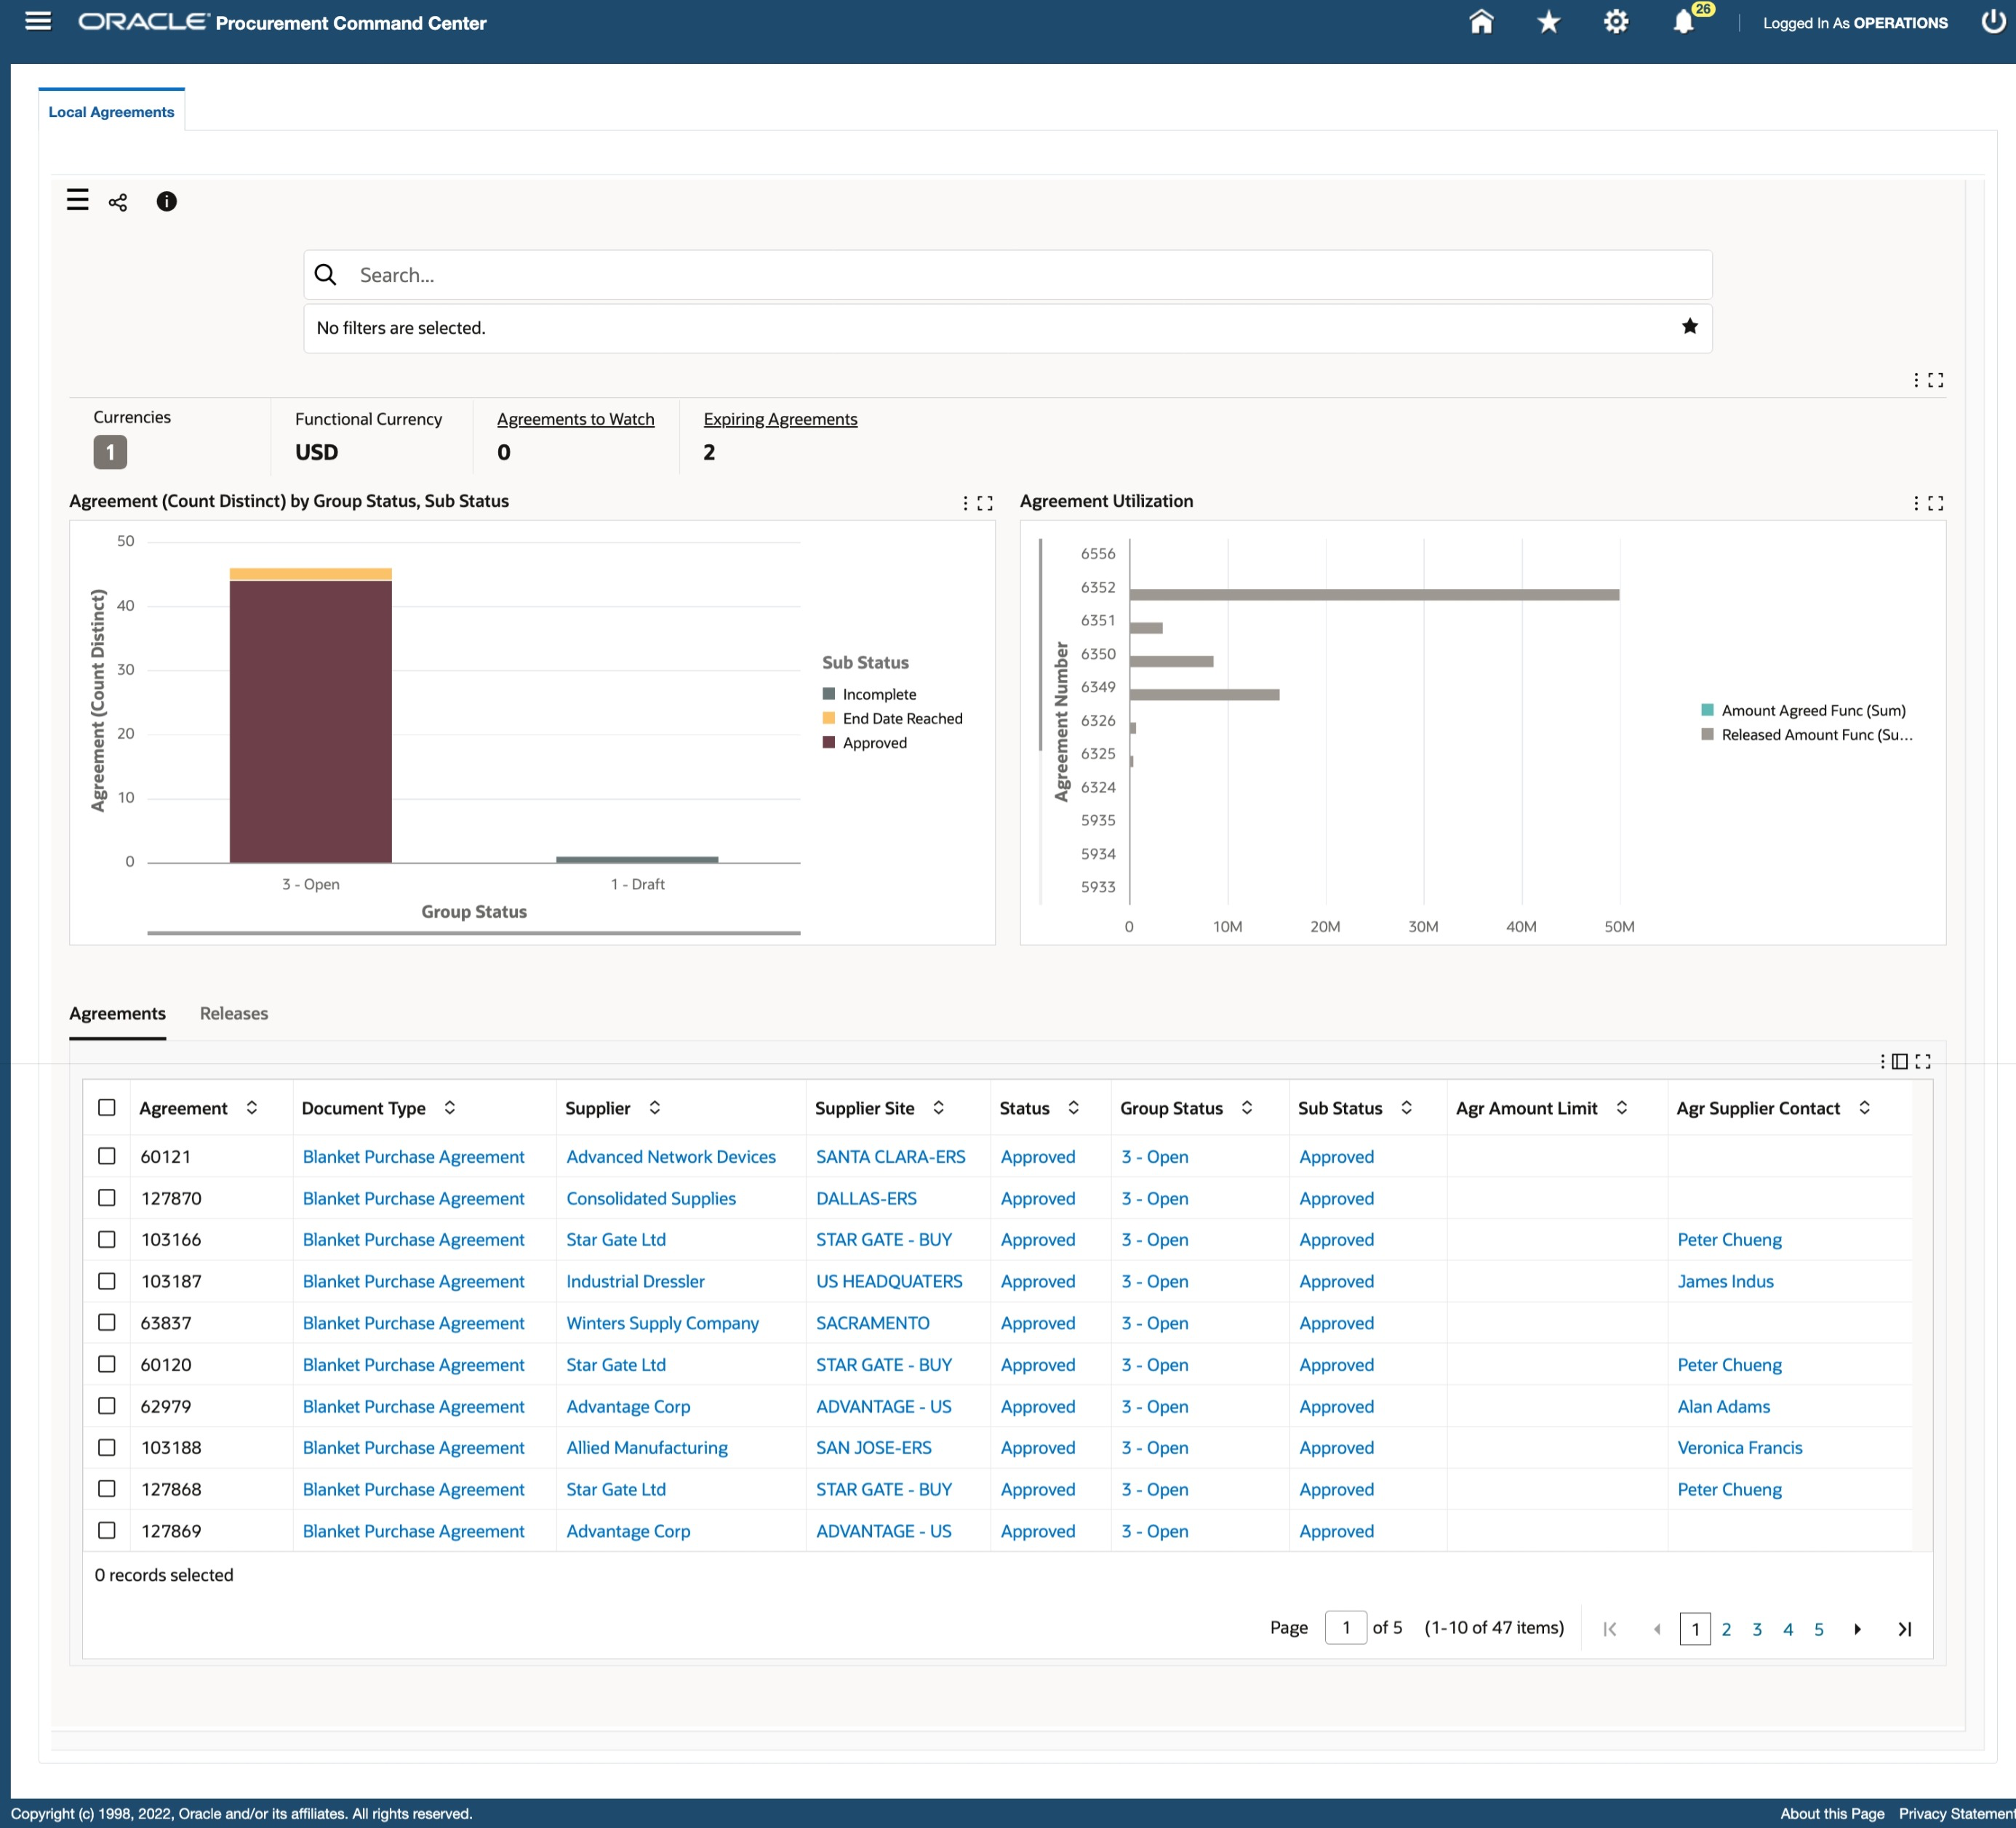 ORACLE Procurement Command Center
26
Logged In As OPERATIONS
Local Agreements
Search...
No filters are selected.
Currencies
1
Functional Currency
USD
Agreements to Watch
0
Expiring Agreements
2
Agreement (Count Distinct) by Group Status, Sub Status
50
40
30
20
10
0
Agreement (Count Distinct)
3 - Open
1 - Draft
Group Status
Sub Status
Incomplete
End Date Reached
Approved
Agreement Utilization
Agreement Number
6556
6352
6351
6350
6349
6326
6325
6324
5935
5934
5933
0 10M 20M 30M 40M 50M
Amount Agreed Func (Sum)
Released Amount Func (Su...
Agreements Releases
Agreement Document Type Supplier Supplier Site Status Group Status Sub Status Agr Amount Limit Agr Supplier Contact
60121 Blanket Purchase Agreement Advanced Network Devices SANTA CLARA-ERS Approved 3 - Open Approved
127870 Blanket Purchase Agreement Consolidated Supplies DALLAS-ERS Approved 3 - Open Approved
103166 Blanket Purchase Agreement Star Gate Ltd STAR GATE - BUY Approved 3 - Open Approved Peter Chueng
103187 Blanket Purchase Agreement Industrial Dressler US HEADQUATERS Approved 3 - Open Approved James Indus
63837 Blanket Purchase Agreement Winters Supply Company SACRAMENTO Approved 3 - Open Approved
60120 Blanket Purchase Agreement Star Gate Ltd STAR GATE - BUY Approved 3 - Open Approved Peter Chueng
62979 Blanket Purchase Agreement Advantage Corp ADVANTAGE - US Approved 3 - Open Approved Alan Adams
103188 Blanket Purchase Agreement Allied Manufacturing SAN JOSE-ERS Approved 3 - Open Approved Veronica Francis
127868 Blanket Purchase Agreement Star Gate Ltd STAR GATE - BUY Approved 3 - Open Approved Peter Chueng
127869 Blanket Purchase Agreement Advantage Corp ADVANTAGE - US Approved 3 - Open Approved
0 records selected
Page 1 of 5 (1-10 of 47 items) 1 2 3 4 5
Copyright (c) 1998, 2022, Oracle and/or its affiliates. All rights reserved.
About this Page Privacy Statement